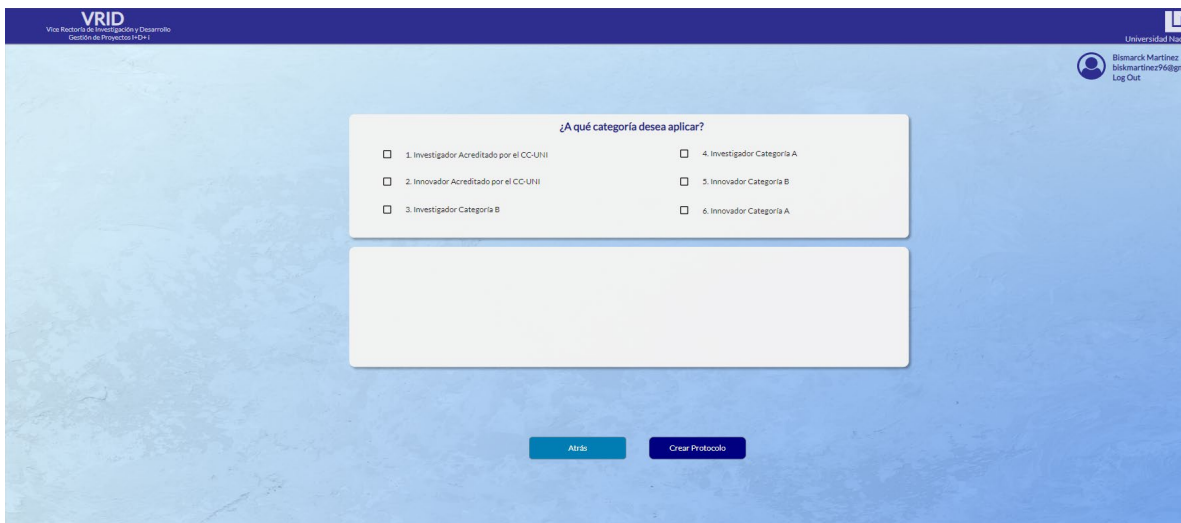 VRID
Vice Rectoría de Investigación y Desarrollo
Gestión de Proyectos I+D+ i
Universidad Nac
Bismarck Martinez
biskmartinez96@gm
Log Out
¿A qué categoría desea aplicar?
1. Investigador Acreditado por el CC-UNI
2. Innovador Acreditado por el CC-UNI
3. Investigador Categoría B
4. Investigador Categoría A
5. Innovador Categoría B
6. Innovador Categoría A
Atrás
Crear Protocolo